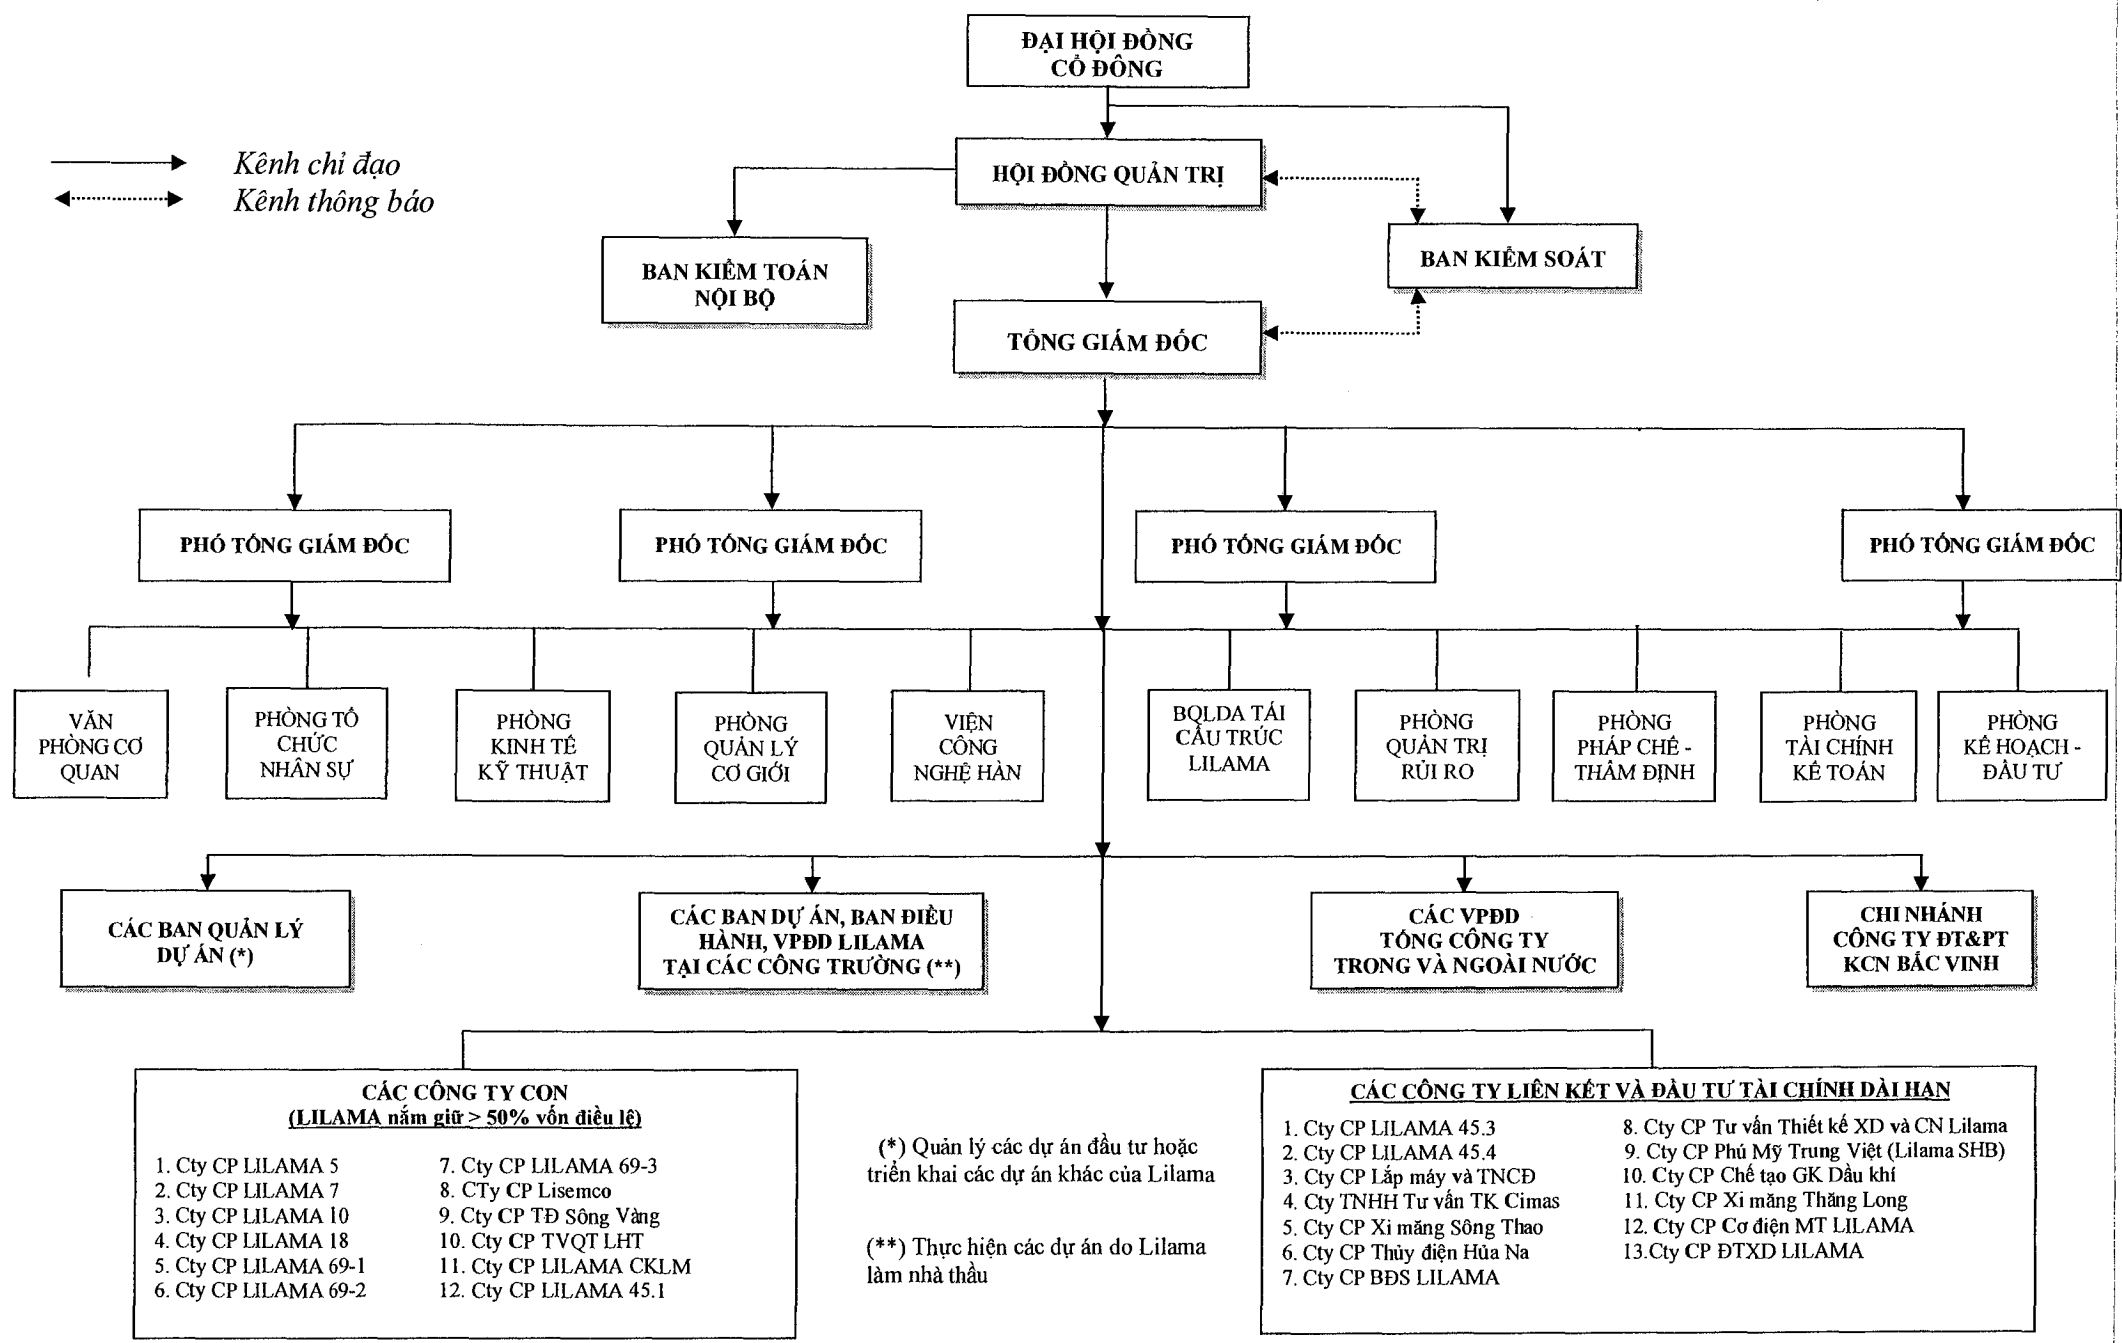 ĐẠI HỘI ĐỒNG
CỔ ĐÔNG
Kênh chỉ đạo
Kênh thông báo
HỘI ĐỒNG QUẢN TRỊ
BAN KIỂM TOÁN
NỘI BỘ
BAN KIỂM SOÁT
TỔNG GIÁM ĐỐC
PHÓ TỔNG GIÁM ĐỐC
PHÓ TỔNG GIÁM ĐỐC
PHÓ TỔNG GIÁM ĐỐC
PHÓ TỔNG GIÁM ĐỐC
VĂN
PHÒNG CƠ
QUAN
PHÒNG TỔ
CHỨC
NHÂN SỰ
PHÒNG
KINH TẾ
KỸ THUẬT
PHÒNG
QUẢN LÝ
CƠ GIỚI
VIỆN
CÔNG
NGHỆ HÀN
BQLDA TÁI
CẤU TRÚC
LILAMA
PHÒNG
QUẢN TRỊ
RỦI RO
PHÒNG
PHÁP CHẾ -
THẨM ĐỊNH
PHÒNG
TÀI CHÍNH
KẾ TOÁN
PHÒNG
KẾ HOẠCH -
ĐẦU TƯ
CÁC BAN QUẢN LÝ
DỰ ÁN (*)
CÁC BAN DỰ ÁN, BAN ĐIỀU
HÀNH, VPĐD LILAMA
TẠI CÁC CÔNG TRƯỜNG (**)
CÁC VPĐD
TỔNG CÔNG TY
TRONG VÀ NGOÀI NƯỚC
CHI NHÁNH
CÔNG TY ĐT&PT
KCN BẮC VINH
CÁC CÔNG TY CON
(LILAMA nắm giữ > 50% vốn điều lệ)
1. Cty CP LILAMA 5
2. Cty CP LILAMA 7
3. Cty CP LILAMA 10
4. Cty CP LILAMA 18
5. Cty CP LILAMA 69-1
6. Cty CP LILAMA 69-2
7. Cty CP LILAMA 69-3
8. CTy CP Lisemco
9. Cty CP TĐ Sông Vàng
10. Cty CP TVQT LHT
11. Cty CP LILAMA CKLM
12. Cty CP LILAMA 45.1
(*) Quản lý các dự án đầu tư hoặc
triển khai các dự án khác của Lilama
(**) Thực hiện các dự án do Lilama
làm nhà thầu
CÁC CÔNG TY LIÊN KẾT VÀ ĐẦU TƯ TÀI CHÍNH DÀI HẠN
1. Cty CP LILAMA 45.3
2. Cty CP LILAMA 45.4
3. Cty CP Lắp máy và TNCĐ
4. Cty TNHH Tư vấn TK Cimas
5. Cty CP Xi măng Sông Thao
6. Cty CP Thủy điện Hủa Na
7. Cty CP BĐS LILAMA
8. Cty CP Tư vấn Thiết kế XD và CN Lilama
9. Cty CP Phú Mỹ Trung Việt (Lilama SHB)
10. Cty CP Chế tạo GK Dầu khí
11. Cty CP Xi măng Thăng Long
12. Cty CP Cơ điện MT LILAMA
13.Cty CP ĐTXD LILAMA